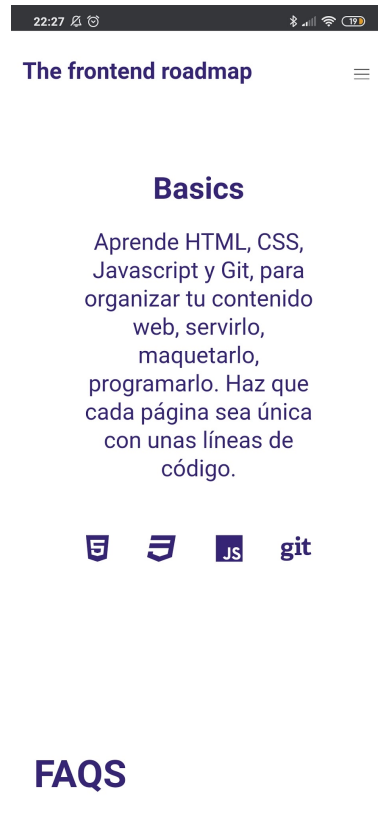 22:27
19
The frontend roadmap
Basics
Aprende HTML, CSS,
Javascript y Git, para
organizar tu contenido
web, servirlo,
maquetarlo,
programarlo. Haz que
cada página sea única
con unas líneas de
código.
5 JS git
FAQS